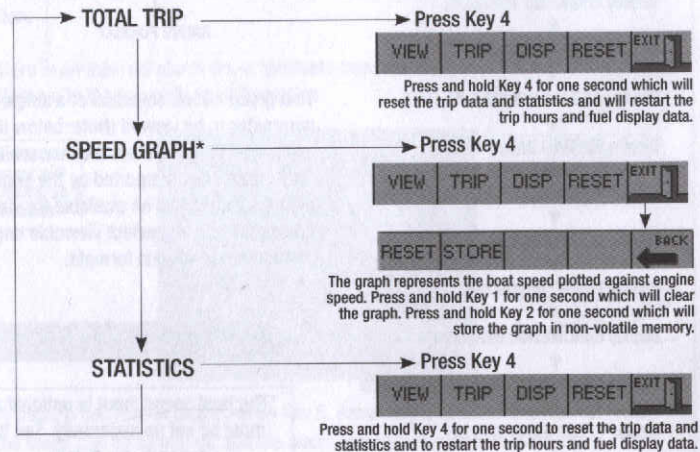 TOTAL TRIP
Press Key 4
VIEW TRIP DISP RESET EXIT
Press and hold Key 4 for one second which will
reset the trip data and statistics and will restart the
trip hours and fuel display data.
SPEED GRAPH*
Press Key 4
VIEW TRIP DISP RESET EXIT
RESET STORE BACK
The graph represents the boat speed plotted against engine
speed. Press and hold Key 1 for one second which will clear
the graph. Press and hold Key 2 for one second which will
store the graph in non-volatile memory.
STATISTICS
Press Key 4
VIEW TRIP DISP RESET EXIT
Press and hold Key 4 for one second to reset the trip data and
statistics and to restart the trip hours and fuel display data.